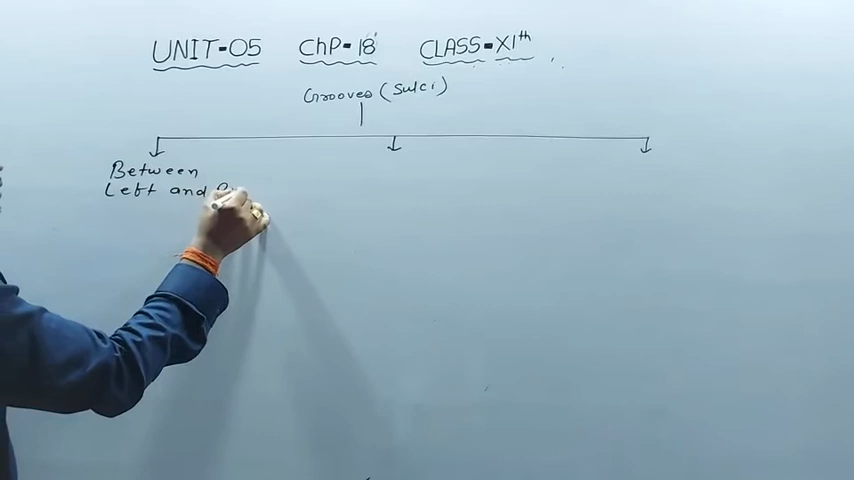 UNIT-05 ChP-18 CLASS-XIth
Grooves (Sulci)
Between
Left and